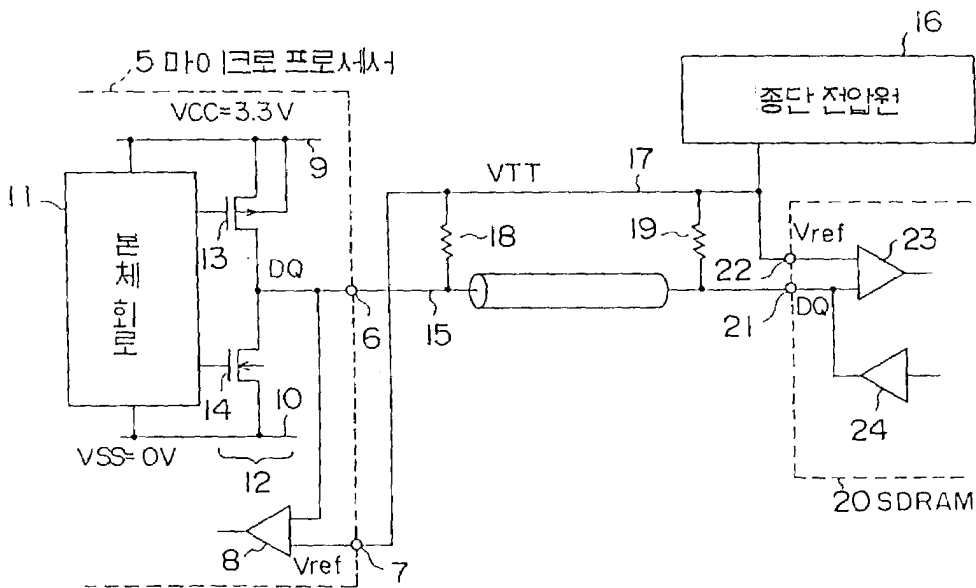 16
5 마이크로 프로세서
종단 전압원
VCC=3.3V
9
VTT
17
11
본체회로
13
18
19
Vref
23
DQ
22
6
15
21
DQ
14
10
24
VSS=0V
12
20 SDRAM
8
Vref
7